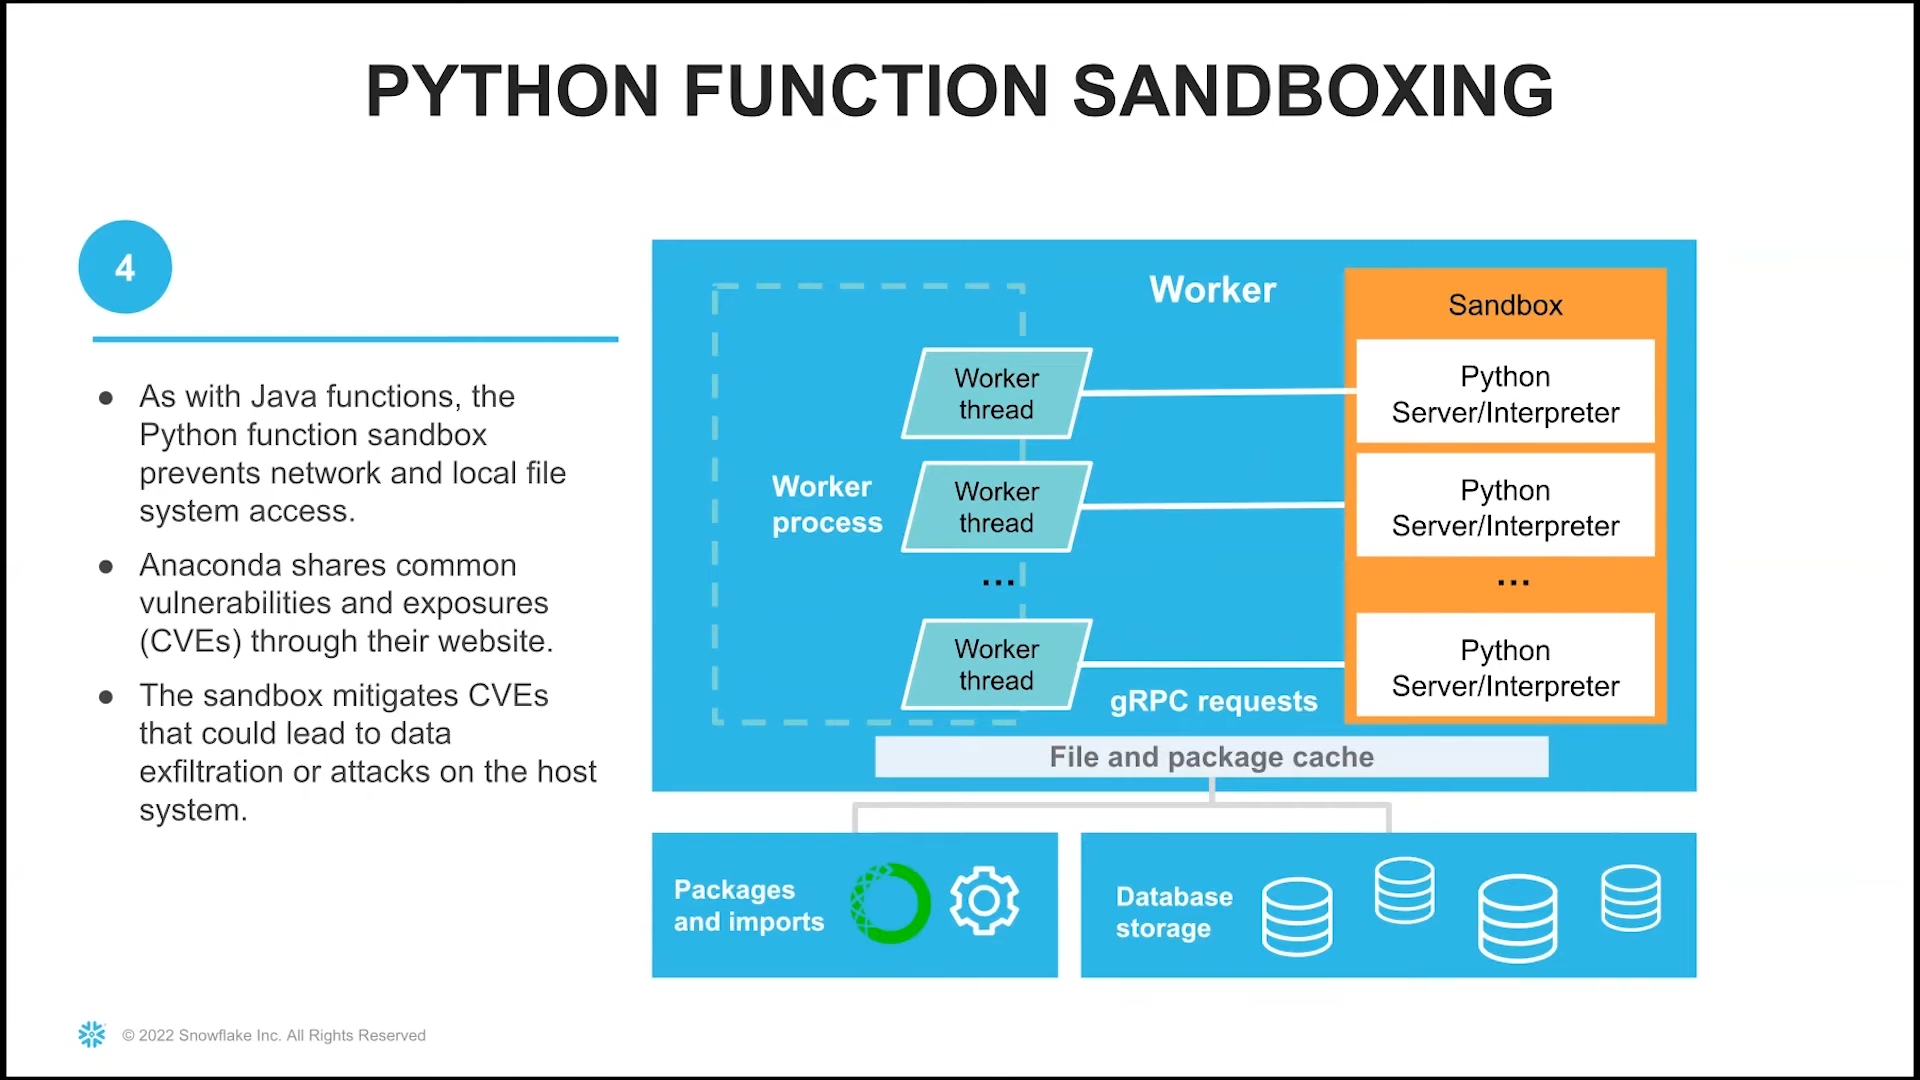 PYTHON FUNCTION SANDBOXING
4
● As with Java functions, the
Python function sandbox
prevents network and local file
system access.
● Anaconda shares common
vulnerabilities and exposures
(CVEs) through their website.
● The sandbox mitigates CVEs
that could lead to data
exfiltration or attacks on the host
system.
Worker
Sandbox
Worker
thread
Python
Server/Interpreter
Worker
process
Worker
thread
Python
Server/Interpreter
...
...
Worker
thread
Python
Server/Interpreter
gRPC requests
File and package cache
Packages
and imports
Database
storage
© 2022 Snowflake Inc. All Rights Reserved